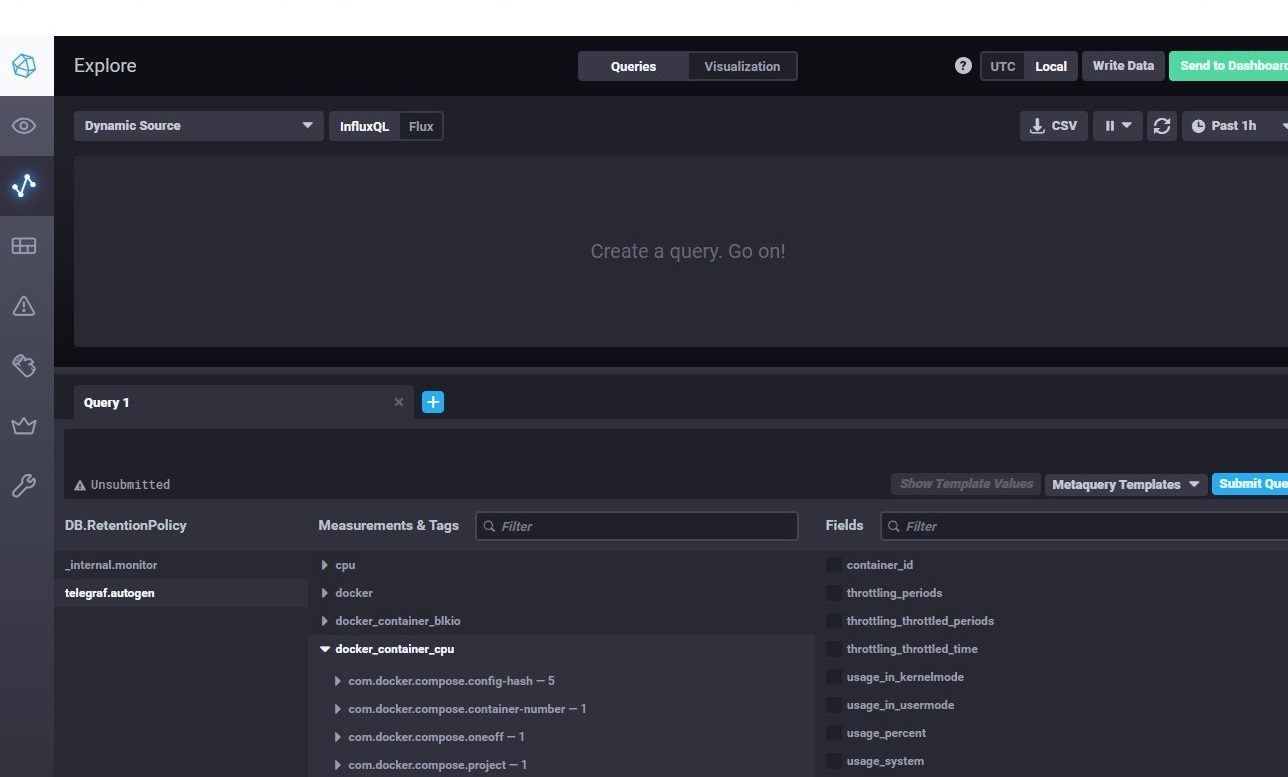 Explore
Queries Visualization
? UTC Local Write Data Send to Dashboard
Dynamic Source InfluxQL Flux
CSV Past 1h
Create a query. Go on!
Query 1 × +
Unsubmitted
Show Template Values Metaquery Templates Submit Que
DB.RetentionPolicy Measurements & Tags Filter Fields Filter
_internal.monitor cpu container_id
telegraf.autogen docker throttling_periods
docker_container_blkio throttling_throttled_periods
docker_container_cpu throttling_throttled_time
com.docker.compose.config-hash — 5 usage_in_kernelmode
com.docker.compose.container-number — 1 usage_in_usermode
com.docker.compose.oneoff — 1 usage_percent
com.docker.compose.project — 1 usage_system